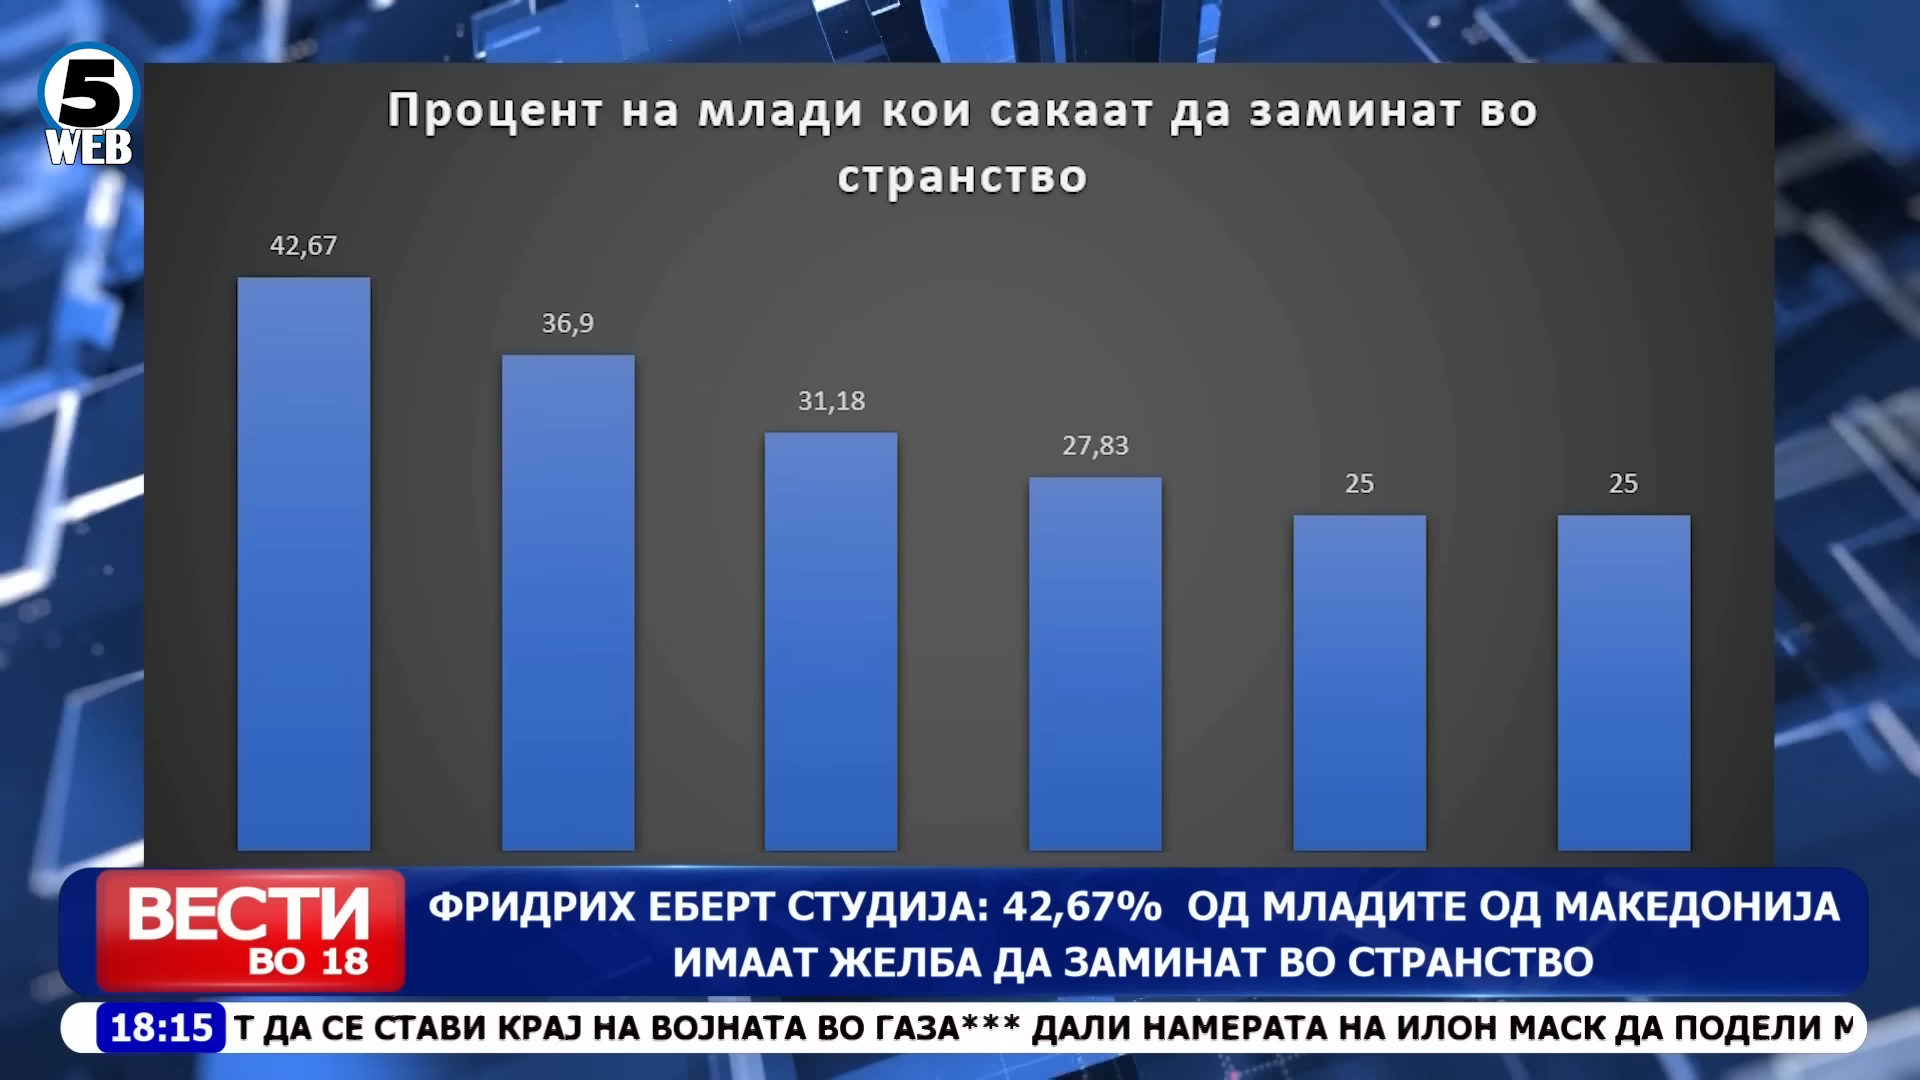 5
WEB
Процент на млади кои сакаат да заминат во
странство
42,67
36,9
31,18
27,83
25
25
ВЕСТИ
ВО 18
ФРИДРИХ ЕБЕРТ СТУДИЈА: 42,67% ОД МЛАДИТЕ ОД МАКЕДОНИЈА
ИМААТ ЖЕЛБА ДА ЗАМИНАТ ВО СТРАНСТВО
18:15 Т ДА СЕ СТАВИ КРАЈ НА ВОЈНАТА ВО ГАЗА*** ДАЛИ НАМЕРАТА НА ИЛОН МАСК ДА ПОДЕЛИ М